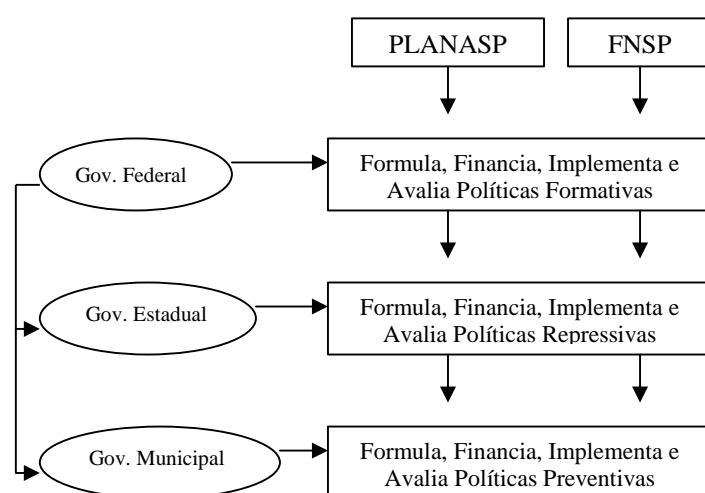 PLANASP
FNSP
Gov. Federal
Formula, Financia, Implementa e
Avalia Políticas Formativas
Gov. Estadual
Formula, Financia, Implementa e
Avalia Políticas Repressivas
Gov. Municipal
Formula, Financia, Implementa e
Avalia Políticas Preventivas